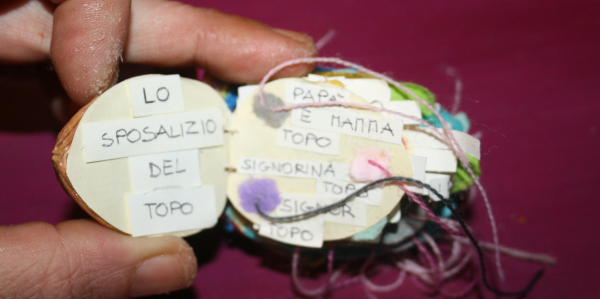 LO
SPOSALIZIO
DEL
TOPO
PAPÀ
E MAMMA
TOPO
SIGNORINA
TOPO
SIGNOR
TOPO